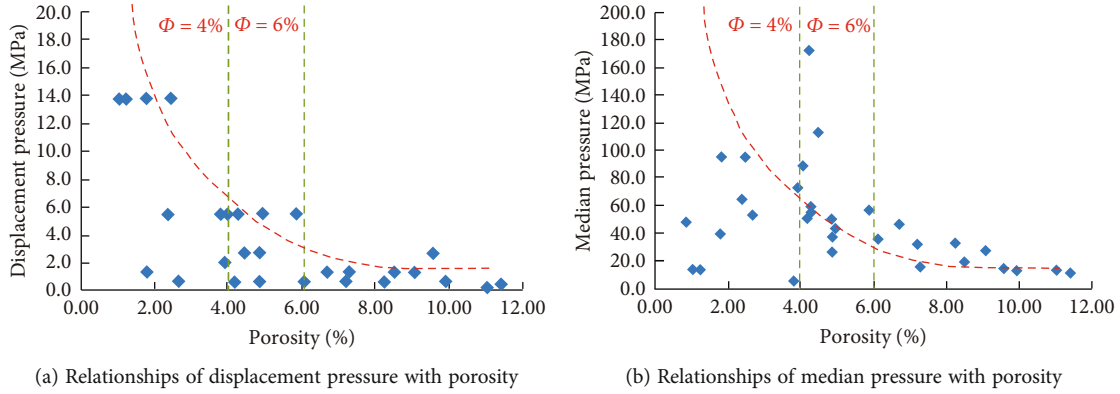 Displacement pressure (MPa)
20.0
18.0
16.0
14.0
12.0
10.0
8.0
6.0
4.0
2.0
0.0
Φ = 4%
Φ = 6%
0.00 2.00 4.00 6.00 8.00 10.00 12.00
Porosity (%)
(a) Relationships of displacement pressure with porosity
Median pressure (MPa)
200.0
180.0
160.0
140.0
120.0
100.0
80.0
60.0
40.0
20.0
0.0
Φ = 4%
Φ = 6%
0.00 2.00 4.00 6.00 8.00 10.00 12.00
Porosity (%)
(b) Relationships of median pressure with porosity